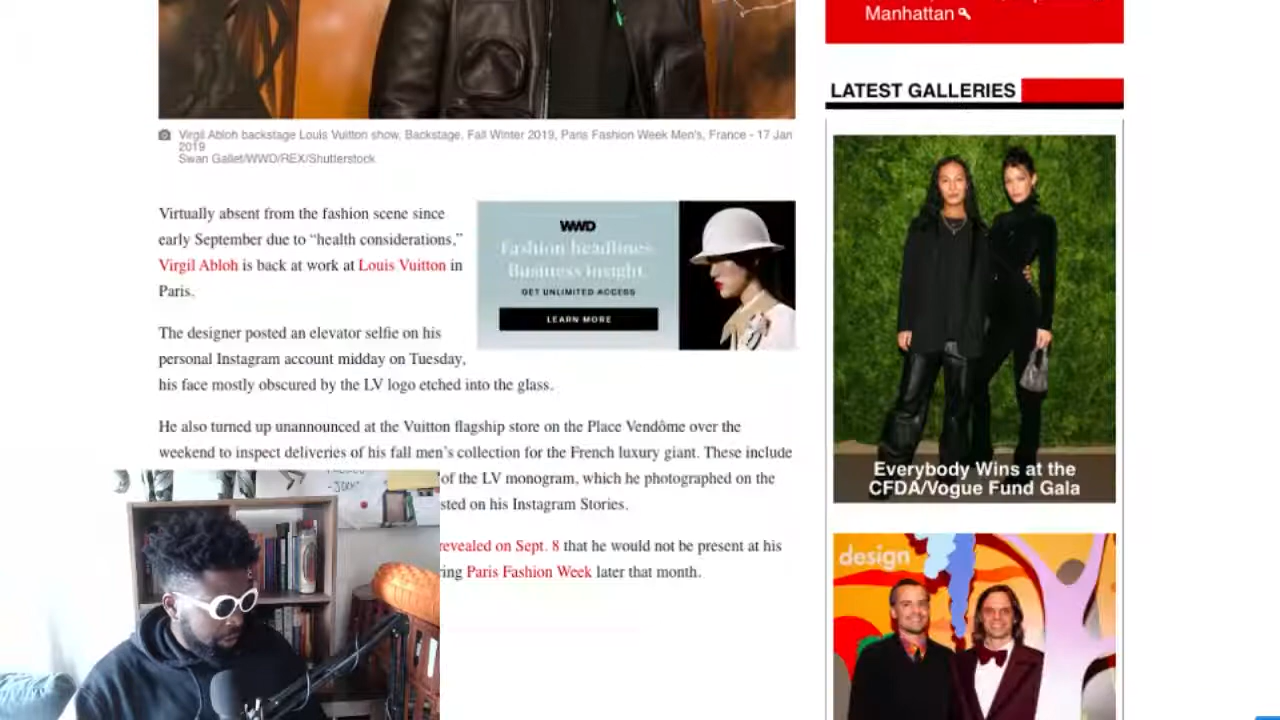 Manhattan
LATEST GALLERIES
Virgil Abloh backstage Louis Vuitton show, Backstage, Fall Winter 2019, Paris Fashion Week Men's, France - 17 Jan
2019
Swan Gallet/WWD/REX/Shutterstock
Virtually absent from the fashion scene since
early September due to “health considerations,”
Virgil Abloh is back at work at Louis Vuitton in
Paris.
WWD
Fashion headlines.
Business insight.
GET UNLIMITED ACCESS
LEARN MORE
The designer posted an elevator selfie on his
personal Instagram account midday on Tuesday,
his face mostly obscured by the LV logo etched into the glass.
He also turned up unannounced at the Vuitton flagship store on the Place Vendôme over the
weekend to inspect deliveries of his fall men’s collection for the French luxury giant. These include
of the LV monogram, which he photographed on the
sted on his Instagram Stories.
revealed on Sept. 8 that he would not be present at his
ring Paris Fashion Week later that month.
Everybody Wins at the
CFDA/Vogue Fund Gala
design